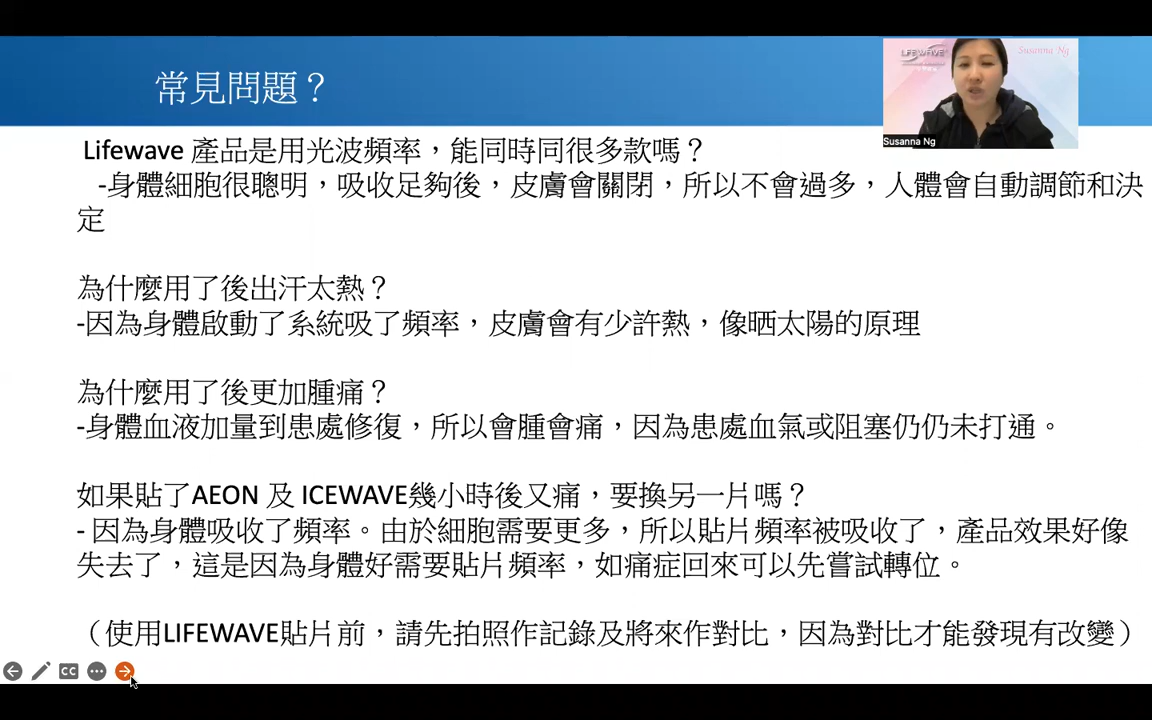 常見問題？
LIFEWAVE
Susanna Ng
Susanna Ng
Lifewave 產品是用光波頻率，能同時同很多款嗎？
-身體細胞很聰明，吸收足夠後，皮膚會關閉，所以不會過多，人體會自動調節和決
定
為什麼用了後出汗太熱？
-因為身體啟動了系統吸了頻率，皮膚會有少許熱，像晒太陽的原理
為什麼用了後更加腫痛？
-身體血液加量到患處修復，所以會腫會痛，因為患處血氣或阻塞仍仍未打通。
如果貼了AEON 及 ICEWAVE幾小時後又痛，要換另一片嗎？
- 因為身體吸收了頻率。由於細胞需要更多，所以貼片頻率被吸收了，產品效果好像
失去了，這是因為身體好需要貼片頻率，如痛症回來可以先嘗試轉位。
（使用LIFEWAVE貼片前，請先拍照作記錄及將來作對比，因為對比才能發現有改變）
CC